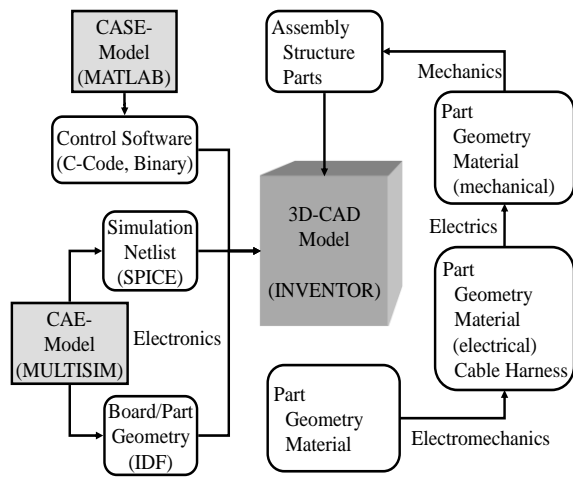 CASE-
Model
(MATLAB)
Control Software
(C-Code, Binary)
Simulation
Netlist
(SPICE)
CAE-
Model
(MULTISIM)
Electronics
Board/Part
Geometry
(IDF)
Assembly
Structure
Parts
3D-CAD
Model
(INVENTOR)
Mechanics
Part
Geometry
Material
(mechanical)
Electrics
Part
Geometry
Material
(electrical)
Cable Harness
Part
Geometry
Material
Electromechanics